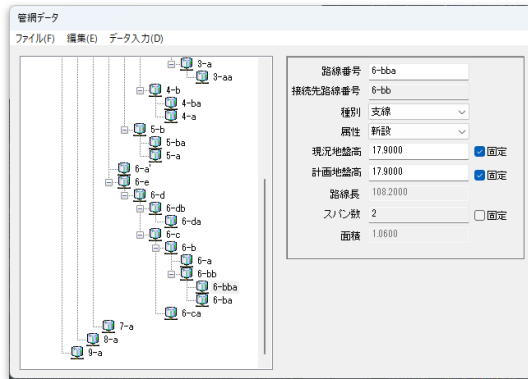 管網データ
ファイル(F) 編集(E) データ入力(D)
3-a
3-aa
4-b
4-ba
4-a
5-b
5-ba
5-a
6-a'
6-e
6-d
6-db
6-da
6-c
6-b
6-a
6-bb
6-bba
6-ba
6-ca
7-a
8-a
9-a
路線番号 6-bba
接続先路線番号 6-bb
種別 支線
属性 新設
現況地盤高 17.9000 固定
計画地盤高 17.9000 固定
路線長 108.2000
スパン数 2 固定
面積 1.0600